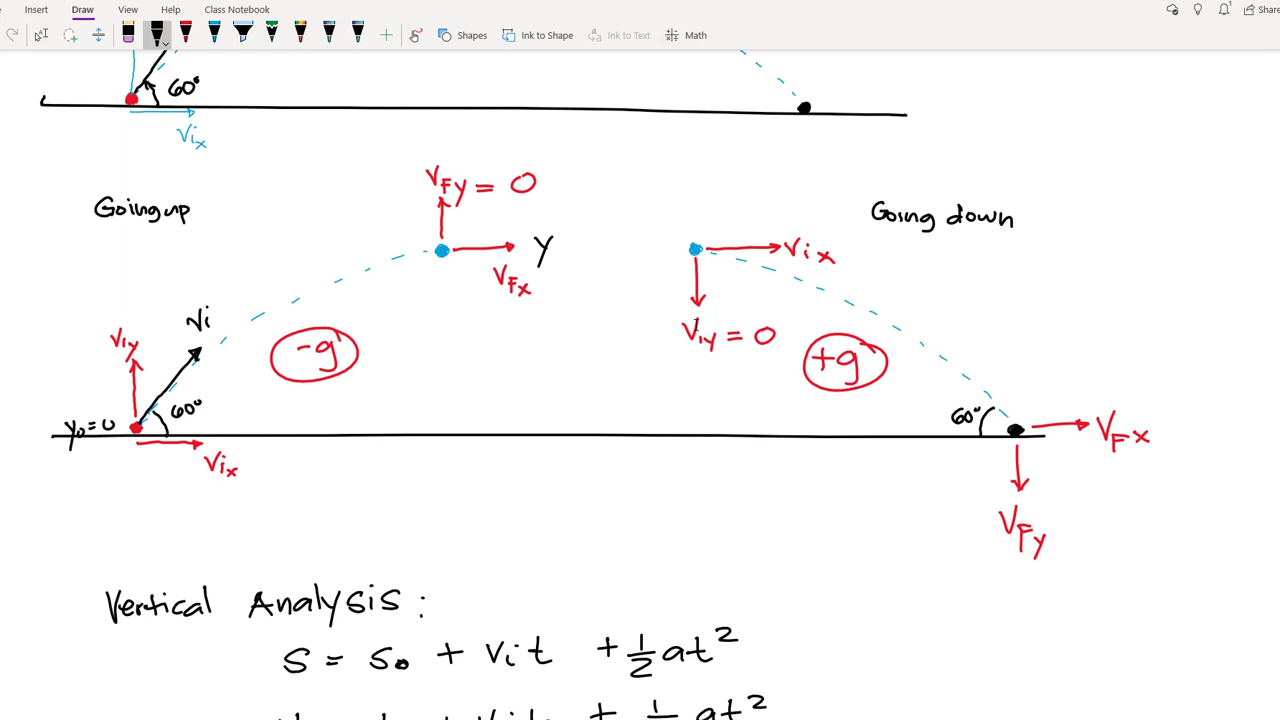 Insert Draw View Help Class Notebook
Shapes Ink to Shape Ink to Text Math Share
60°
Vix
Going up
VFy = 0
Going down
Y
VFx
Vix
Vi
Viy
-g
Viy = 0
+g
60°
y₀=0
Vix
60°
VFx
VFy
Vertical Analysis:
S = S₀ + Vit + ½at²